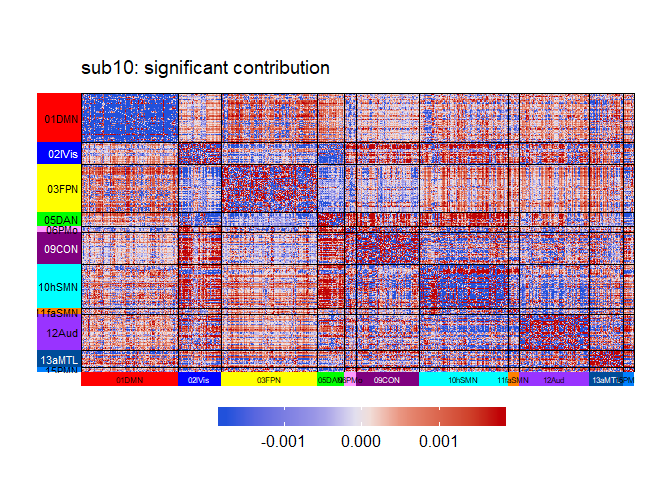 sub10: significant contribution
01DMN
02lVis
03FPN
05DAN
06PMo
09CON
10hSMN
11faSMN
12Aud
13aMTL
15PMN
01DMN 02lVis 03FPN 05DAN 06PMo 09CON 10hSMN 11faSMN 12Aud 13aMTL
-0.001 0.000 0.001